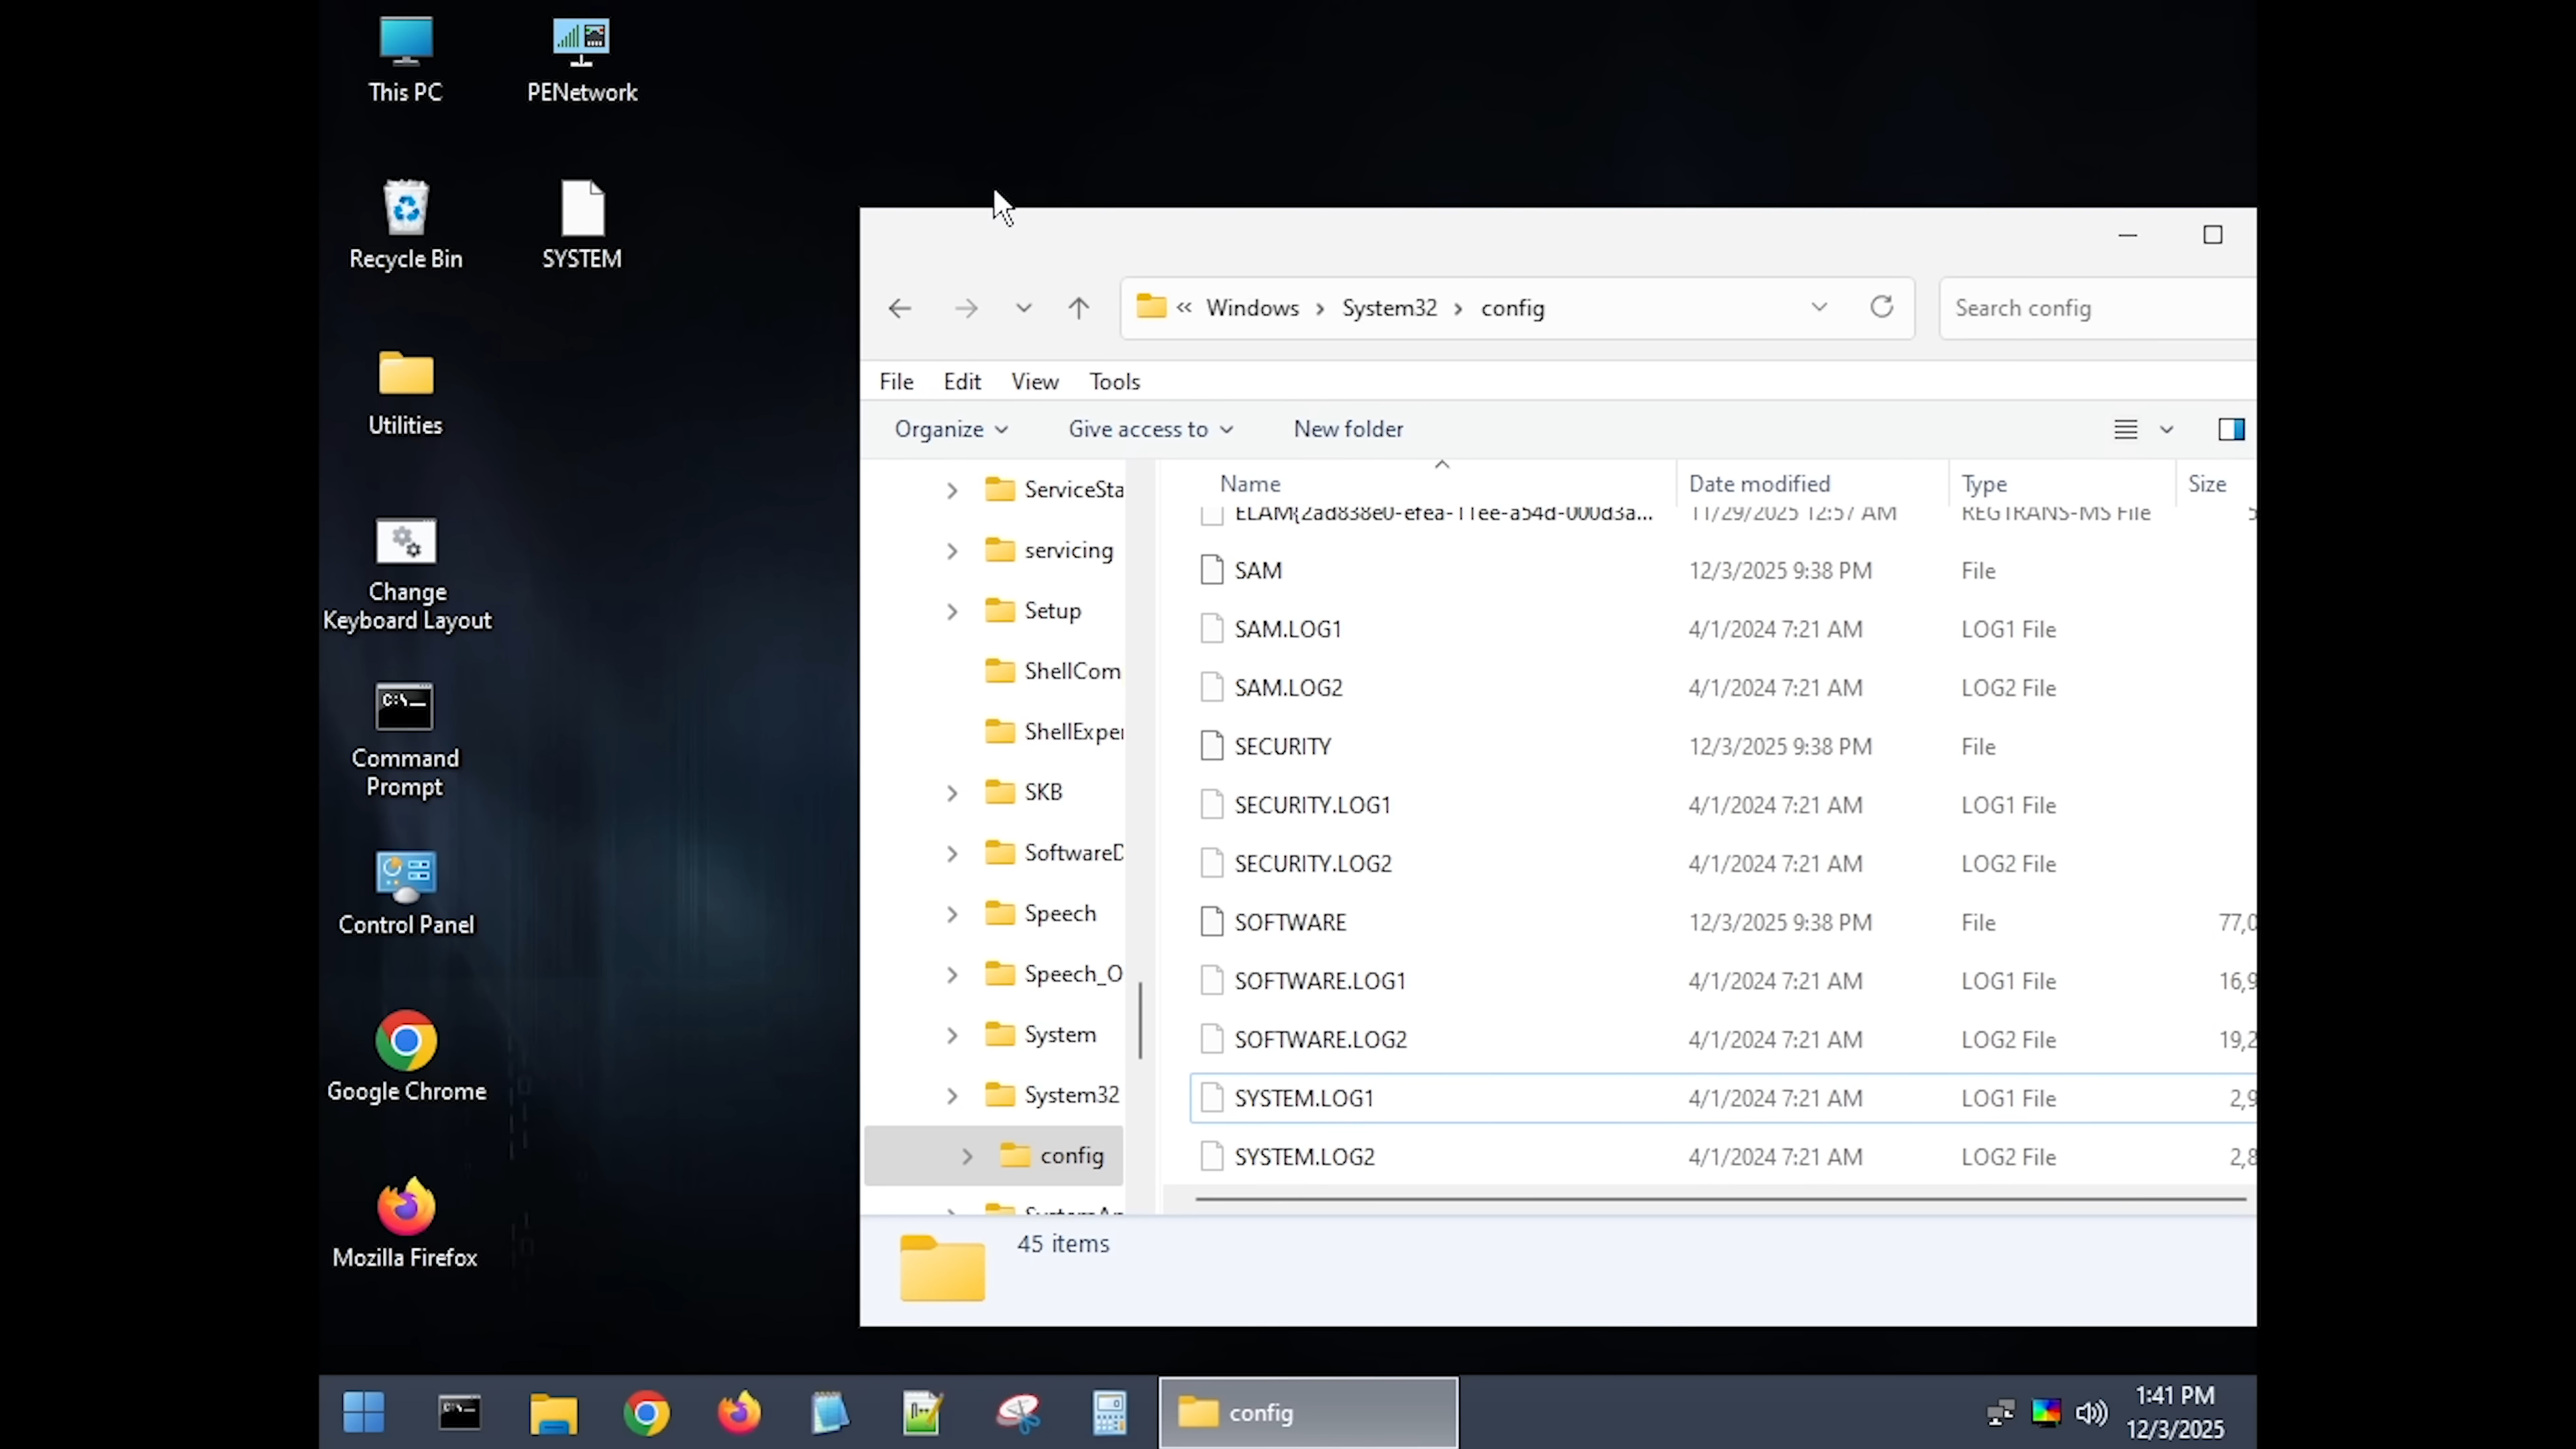 This PC
PENetwork
Recycle Bin
SYSTEM
Utilities
Change
Keyboard Layout
Command
Prompt
Control Panel
Google Chrome
Mozilla Firefox
« Windows › System32 › config
Search config
File Edit View Tools
Organize Give access to New folder
ServiceSta
servicing
Setup
ShellCom
ShellExper
SKB
SoftwareD
Speech
Speech_O
System
System32
config
Name Date modified Type Size
ELAM{2ad838e0-efea-11ee-a54d-000d3a... 11/29/2025 12:57 AM REGTRANS-MS File 5
SAM 12/3/2025 9:38 PM File
SAM.LOG1 4/1/2024 7:21 AM LOG1 File
SAM.LOG2 4/1/2024 7:21 AM LOG2 File
SECURITY 12/3/2025 9:38 PM File
SECURITY.LOG1 4/1/2024 7:21 AM LOG1 File
SECURITY.LOG2 4/1/2024 7:21 AM LOG2 File
SOFTWARE 12/3/2025 9:38 PM File 77,0
SOFTWARE.LOG1 4/1/2024 7:21 AM LOG1 File 16,9
SOFTWARE.LOG2 4/1/2024 7:21 AM LOG2 File 19,2
SYSTEM.LOG1 4/1/2024 7:21 AM LOG1 File 2,9
SYSTEM.LOG2 4/1/2024 7:21 AM LOG2 File 2,8
45 items
config
1:41 PM
12/3/2025